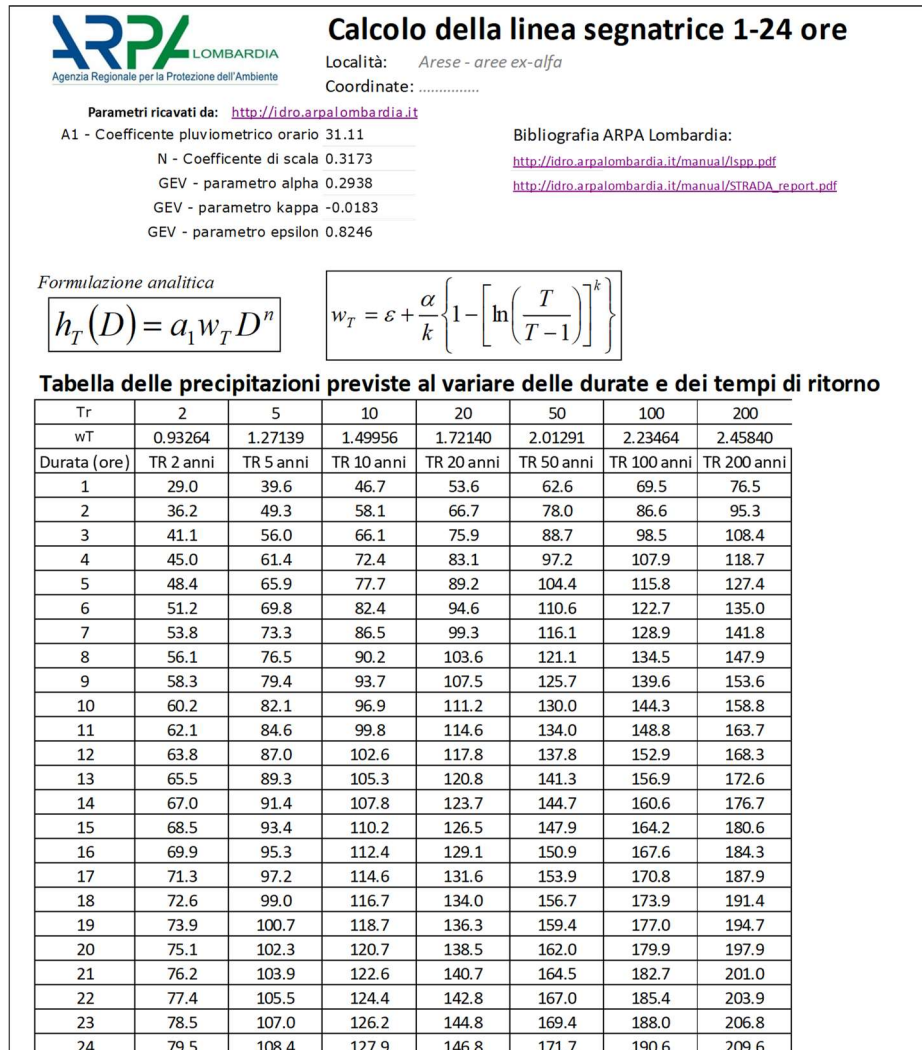 ARPA LOMBARDIA
Agenzia Regionale per la Protezione dell'Ambiente
Calcolo della linea segnatrice 1-24 ore
Località: Arese - aree ex-alfa
Coordinate: ...............
Parametri ricavati da: http://idro.arpalombardia.it
A1 - Coefficente pluviometrico orario 31.11
N - Coefficente di scala 0.3173
GEV - parametro alpha 0.2938
GEV - parametro kappa -0.0183
GEV - parametro epsilon 0.8246
Bibliografia ARPA Lombardia:
http://idro.arpalombardia.it/manual/lspp.pdf
http://idro.arpalombardia.it/manual/STRADA_report.pdf
Formulazione analitica
h_T(D) = a_1 w_T D^n
w_T = ε + α/k {1 − [ln(T/(T−1))]^k}
Tabella delle precipitazioni previste al variare delle durate e dei tempi di ritorno
Tr 2 5 10 20 50 100 200
wT 0.93264 1.27139 1.49956 1.72140 2.01291 2.23464 2.45840
Durata (ore) TR 2 anni TR 5 anni TR 10 anni TR 20 anni TR 50 anni TR 100 anni TR 200 anni
1 29.0 39.6 46.7 53.6 62.6 69.5 76.5
2 36.2 49.3 58.1 66.7 78.0 86.6 95.3
3 41.1 56.0 66.1 75.9 88.7 98.5 108.4
4 45.0 61.4 72.4 83.1 97.2 107.9 118.7
5 48.4 65.9 77.7 89.2 104.4 115.8 127.4
6 51.2 69.8 82.4 94.6 110.6 122.7 135.0
7 53.8 73.3 86.5 99.3 116.1 128.9 141.8
8 56.1 76.5 90.2 103.6 121.1 134.5 147.9
9 58.3 79.4 93.7 107.5 125.7 139.6 153.6
10 60.2 82.1 96.9 111.2 130.0 144.3 158.8
11 62.1 84.6 99.8 114.6 134.0 148.8 163.7
12 63.8 87.0 102.6 117.8 137.8 152.9 168.3
13 65.5 89.3 105.3 120.8 141.3 156.9 172.6
14 67.0 91.4 107.8 123.7 144.7 160.6 176.7
15 68.5 93.4 110.2 126.5 147.9 164.2 180.6
16 69.9 95.3 112.4 129.1 150.9 167.6 184.3
17 71.3 97.2 114.6 131.6 153.9 170.8 187.9
18 72.6 99.0 116.7 134.0 156.7 173.9 191.4
19 73.9 100.7 118.7 136.3 159.4 177.0 194.7
20 75.1 102.3 120.7 138.5 162.0 179.9 197.9
21 76.2 103.9 122.6 140.7 164.5 182.7 201.0
22 77.4 105.5 124.4 142.8 167.0 185.4 203.9
23 78.5 107.0 126.2 144.8 169.4 188.0 206.8
24 79.5 108.4 127.9 146.8 171.7 190.6 209.6